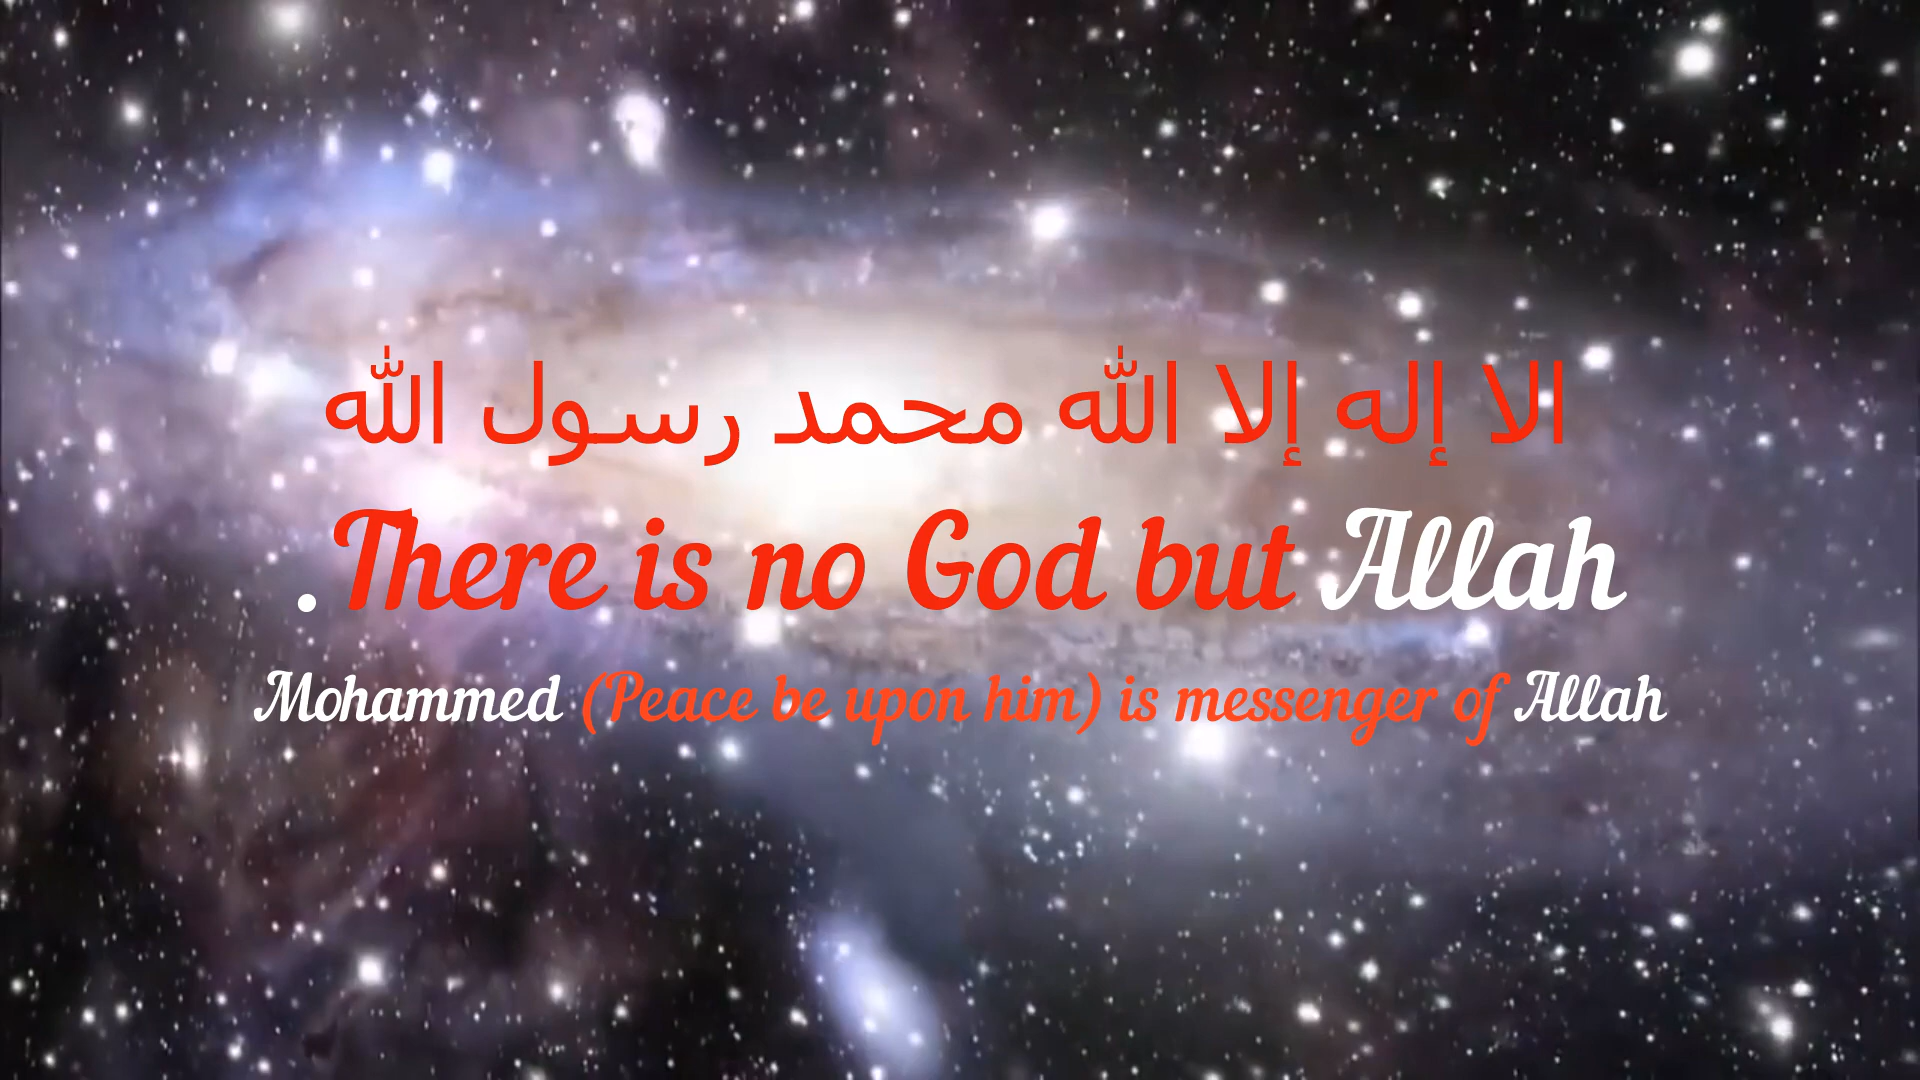 الا إله إلا الله محمد رسول الله
.There is no God but Allah
Mohammed (Peace be upon him) is messenger of Allah